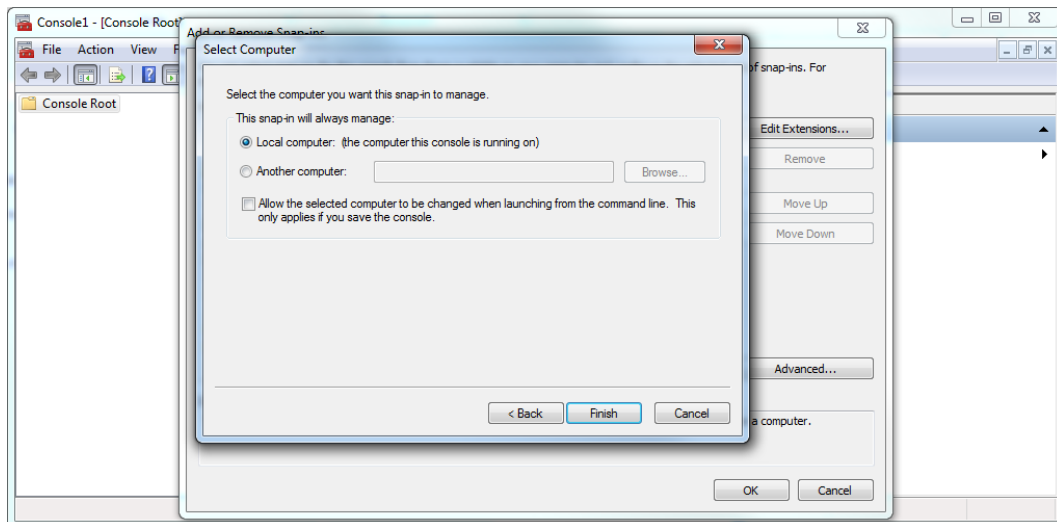 Console1 - [Console Root]
Add or Remove Snap-ins
File Action View
Select Computer
of snap-ins. For
Console Root
Select the computer you want this snap-in to manage.
This snap-in will always manage:
Edit Extensions...
Local computer: (the computer this console is running on)
Remove
Another computer:
Browse...
Allow the selected computer to be changed when launching from the command line. This
only applies if you save the console.
Move Up
Move Down
Advanced...
< Back
Finish
Cancel
a computer.
OK
Cancel